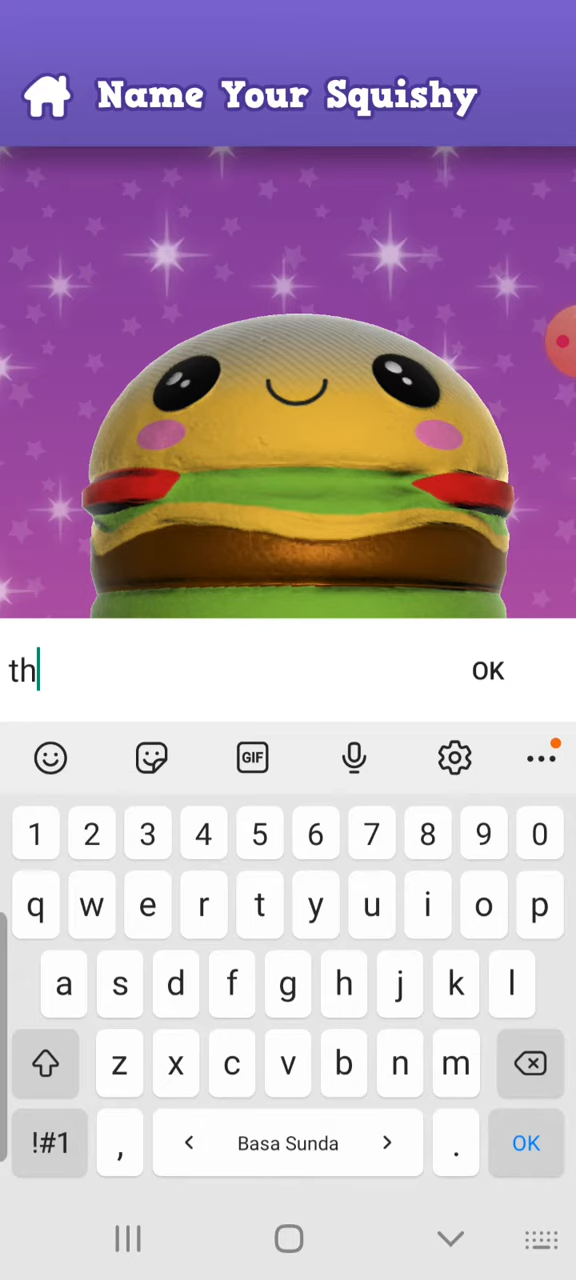 Name Your Squishy
th
OK
GIF
1 2 3 4 5 6 7 8 9 0
q w e r t y u i o p
a s d f g h j k l
z x c v b n m
!#1 , < Basa Sunda > . OK